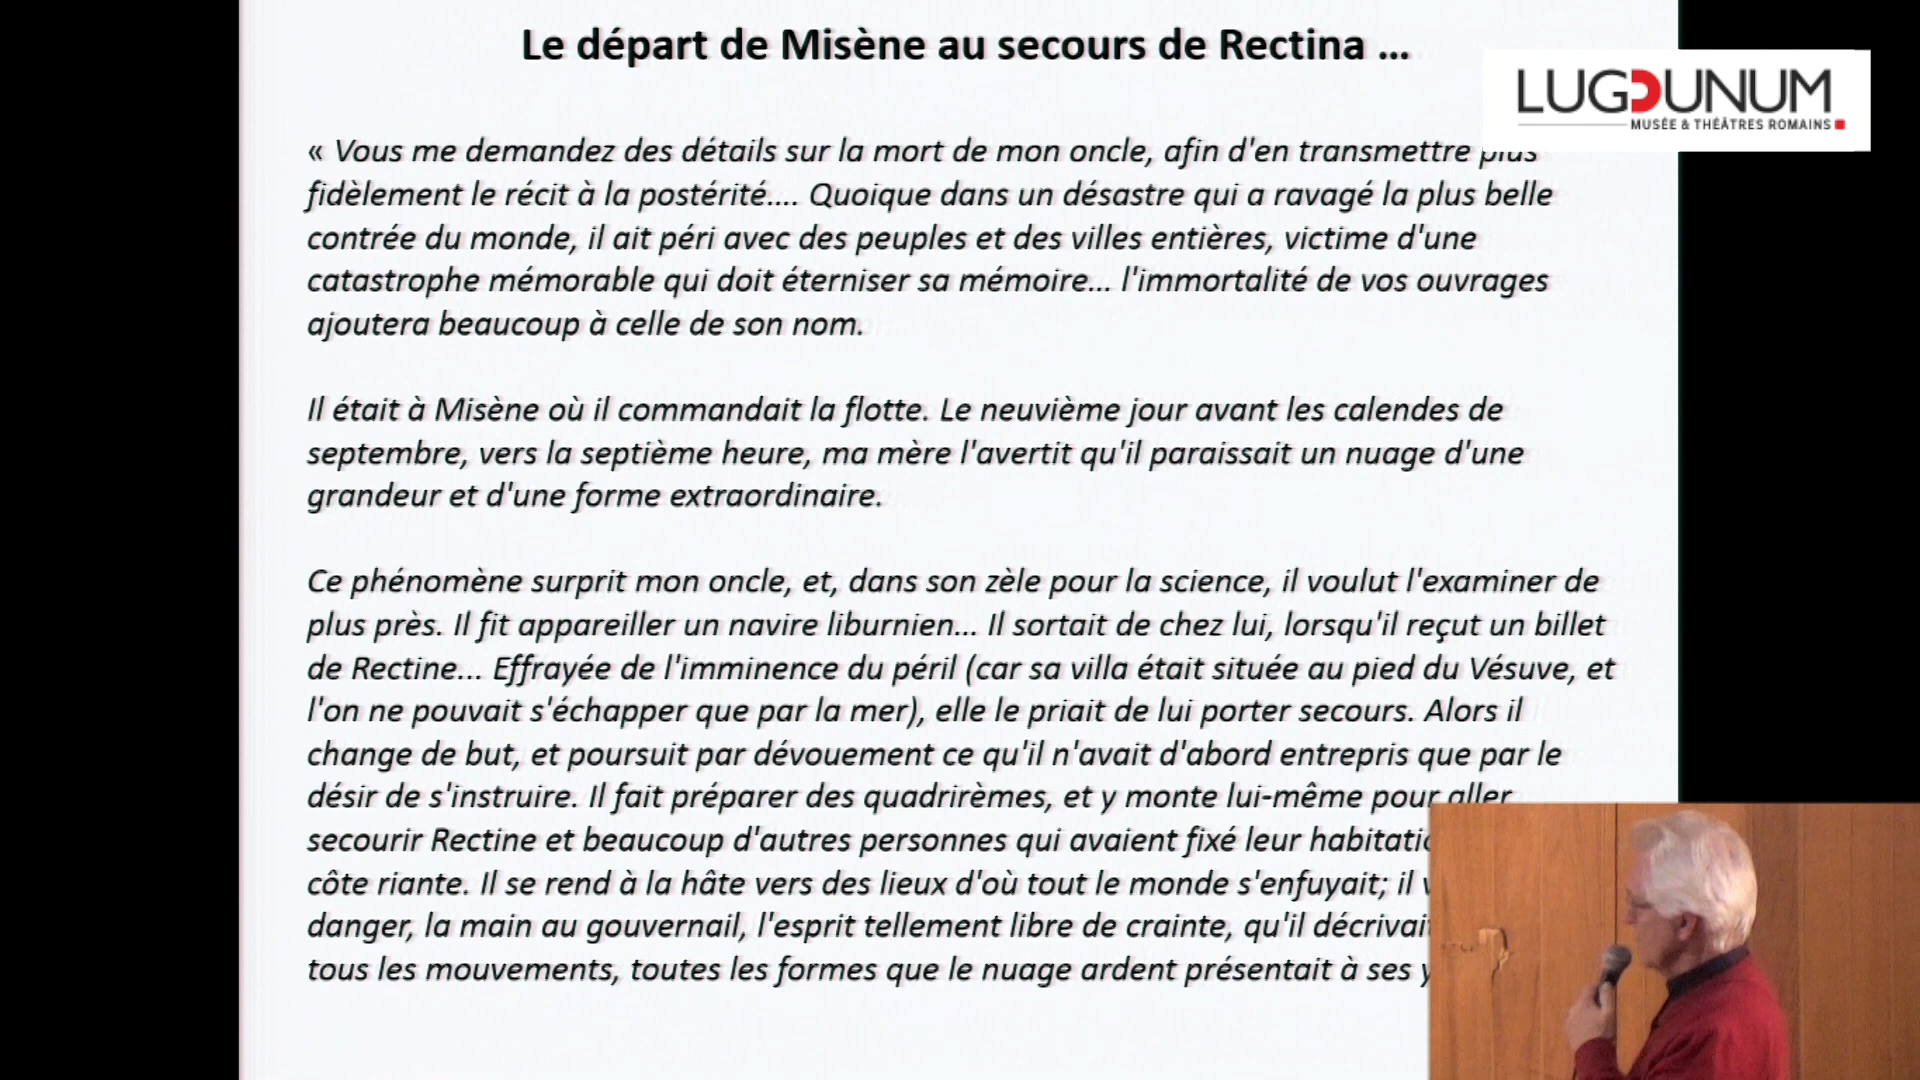 Le départ de Misène au secours de Rectina ...
LUGDUNUM
MUSÉE & THÉÂTRES ROMAINS
« Vous me demandez des détails sur la mort de mon oncle, afin d'en transmettre plus
fidèlement le récit à la postérité.... Quoique dans un désastre qui a ravagé la plus belle
contrée du monde, il ait péri avec des peuples et des villes entières, victime d'une
catastrophe mémorable qui doit éterniser sa mémoire... l'immortalité de vos ouvrages
ajoutera beaucoup à celle de son nom.
Il était à Misène où il commandait la flotte. Le neuvième jour avant les calendes de
septembre, vers la septième heure, ma mère l'avertit qu'il paraissait un nuage d'une
grandeur et d'une forme extraordinaire.
Ce phénomène surprit mon oncle, et, dans son zèle pour la science, il voulut l'examiner de
plus près. Il fit appareiller un navire liburnien... Il sortait de chez lui, lorsqu'il reçut un billet
de Rectine... Effrayée de l'imminence du péril (car sa villa était située au pied du Vésuve, et
l'on ne pouvait s'échapper que par la mer), elle le priait de lui porter secours. Alors il
change de but, et poursuit par dévouement ce qu'il n'avait d'abord entrepris que par le
désir de s'instruire. Il fait préparer des quadrirèmes, et y monte lui-même pour aller
secourir Rectine et beaucoup d'autres personnes qui avaient fixé leur
côte riante. Il se rend à la hâte vers des lieux d'où tout le monde s'enfuyait; il
danger, la main au gouvernail, l'esprit tellement libre de crainte, qu'il
tous les mouvements, toutes les formes que le nuage ardent présentait à ses